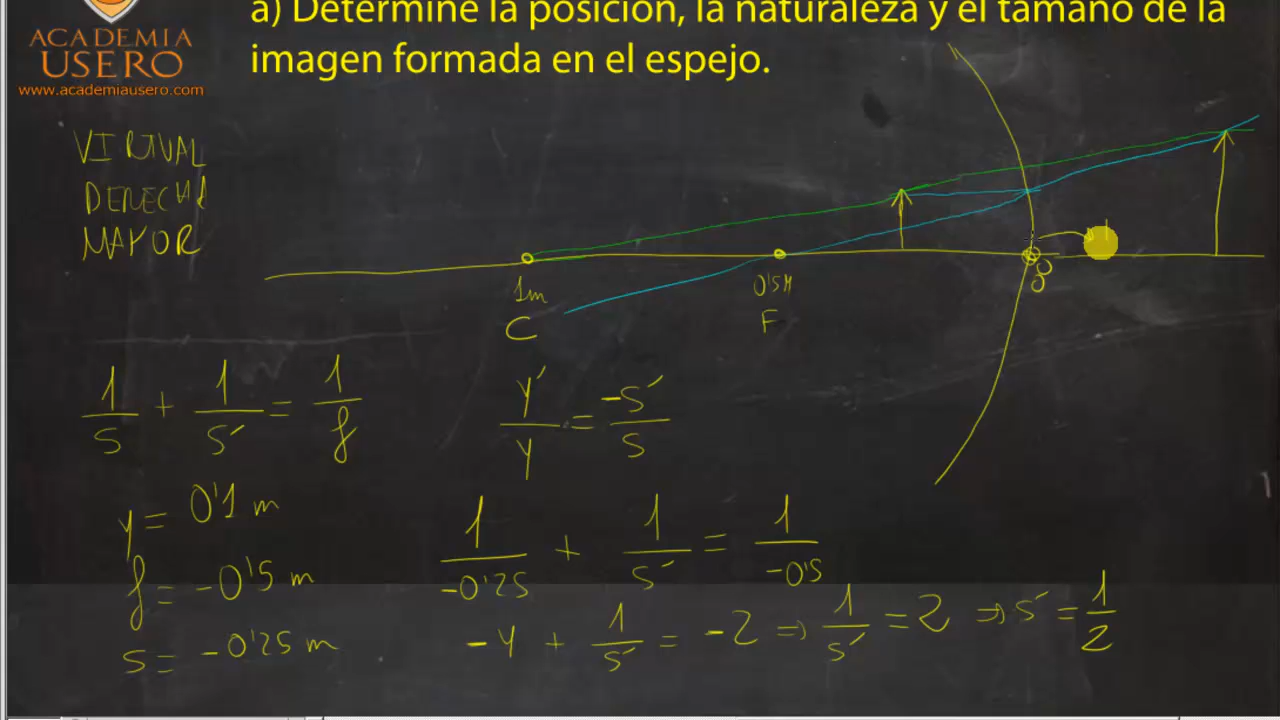 a) Determine la posición, la naturaleza y el tamaño de la
imagen formada en el espejo.
ACADEMIA
USERO
www.academiausero.com
VIRTUAL
DERECHA
MAYOR
1m
C
0'5M
F
1/s + 1/s' = 1/f
y'/y = -s'/s
y = 0'1 m
f = -0'5 m
s = -0'25 m
1/-0'25 + 1/s' = 1/-0'5
-4 + 1/s' = -2 ⇒ 1/s' = 2 ⇒ s' = 1/2